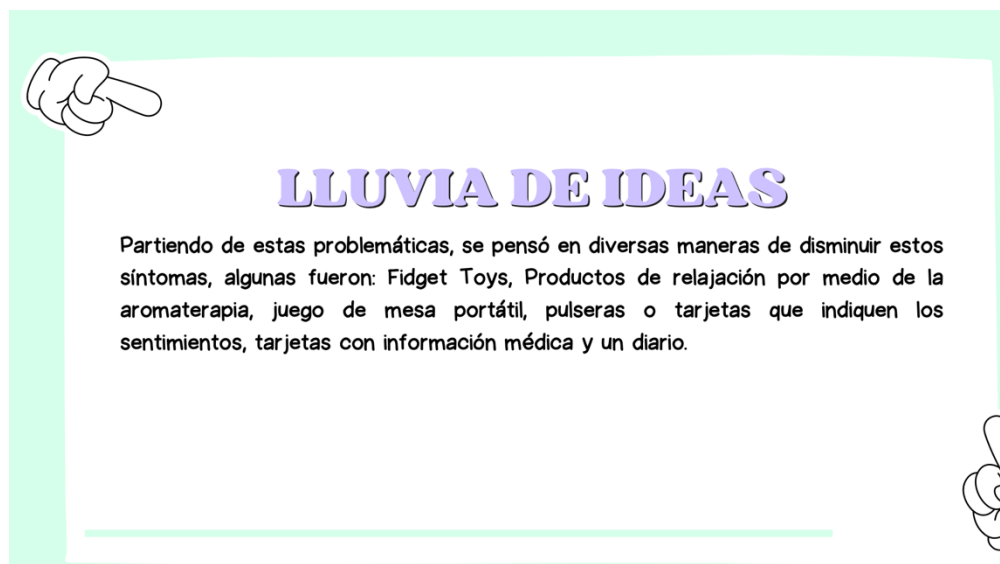 LLUVIA DE IDEAS
Partiendo de estas problemáticas, se pensó en diversas maneras de disminuir estos
síntomas, algunas fueron: Fidget Toys, Productos de relajación por medio de la
aromaterapia, juego de mesa portátil, pulseras o tarjetas que indiquen los
sentimientos, tarjetas con información médica y un diario.